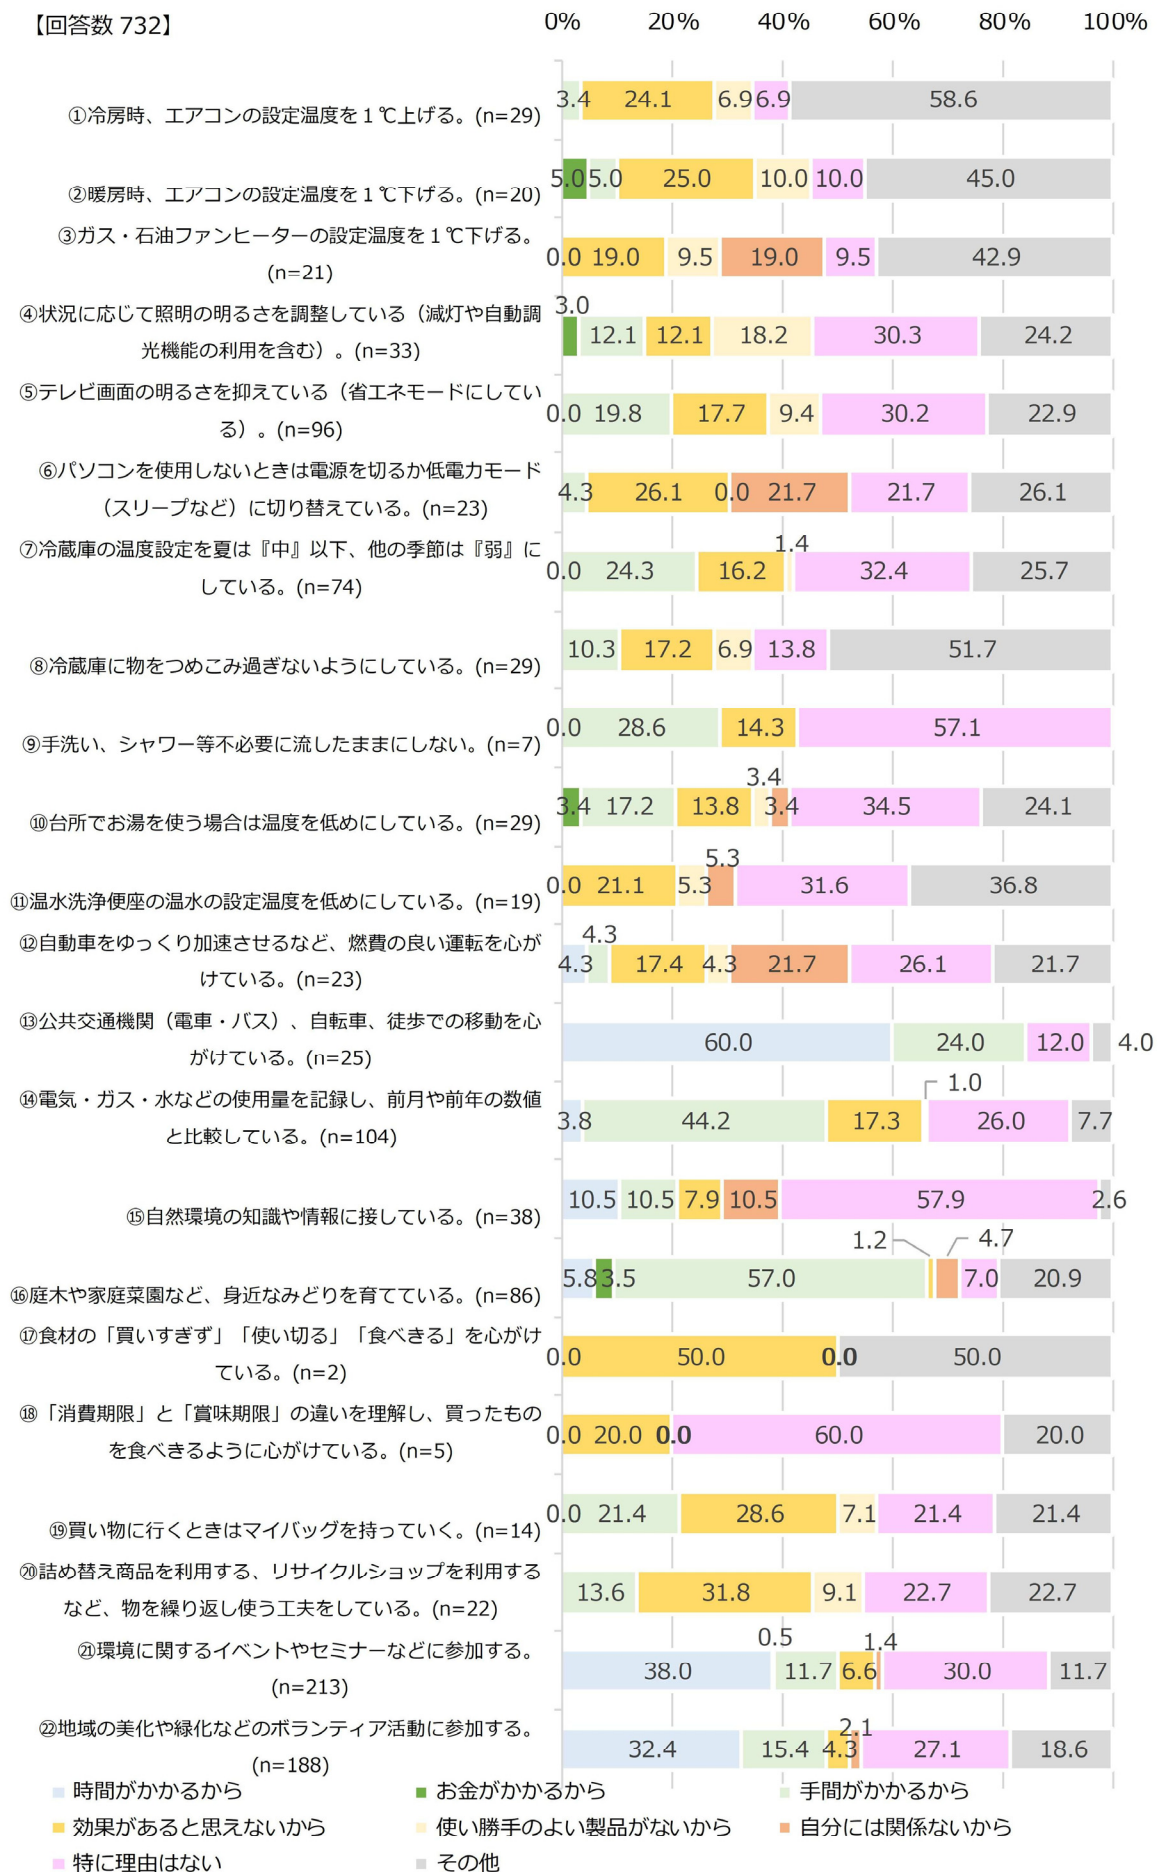 【回答数 732】
0% 20% 40% 60% 80% 100%
①冷房時、エアコンの設定温度を1℃上げる。(n=29)
3.4 24.1 6.9 6.9 58.6
②暖房時、エアコンの設定温度を1℃下げる。(n=20)
5.0 5.0 25.0 10.0 10.0 45.0
③ガス・石油ファンヒーターの設定温度を1℃下げる。
(n=21)
0.0 19.0 9.5 19.0 9.5 42.9
3.0
④状況に応じて照明の明るさを調整している（減灯や自動調
光機能の利用を含む）。(n=33)
12.1 12.1 18.2 30.3 24.2
⑤テレビ画面の明るさを抑えている（省エネモードにしてい
る）。(n=96)
0.0 19.8 17.7 9.4 30.2 22.9
⑥パソコンを使用しないときは電源を切るか低電力モード
（スリープなど）に切り替えている。(n=23)
4.3 26.1 0.0 21.7 21.7 26.1
⑦冷蔵庫の温度設定を夏は『中』以下、他の季節は『弱』に
している。(n=74)
1.4
0.0 24.3 16.2 32.4 25.7
⑧冷蔵庫に物をつめこみ過ぎないようにしている。(n=29)
10.3 17.2 6.9 13.8 51.7
⑨手洗い、シャワー等不必要に流したままにしない。(n=7)
0.0 28.6 14.3 57.1
3.4
⑩台所でお湯を使う場合は温度を低めにしている。(n=29)
3.4 17.2 13.8 3.4 34.5 24.1
5.3
⑪温水洗浄便座の温水の設定温度を低めにしている。(n=19)
0.0 21.1 5.3 31.6 36.8
4.3
⑫自動車をゆっくり加速させるなど、燃費の良い運転を心が
けている。(n=23)
4.3 17.4 4.3 21.7 26.1 21.7
⑬公共交通機関（電車・バス）、自転車、徒歩での移動を心
がけている。(n=25)
60.0 24.0 12.0 4.0
1.0
⑭電気・ガス・水などの使用量を記録し、前月や前年の数値
と比較している。(n=104)
3.8 44.2 17.3 26.0 7.7
⑮自然環境の知識や情報に接している。(n=38)
10.5 10.5 7.9 10.5 57.9 2.6
1.2 4.7
⑯庭木や家庭菜園など、身近なみどりを育てている。(n=86)
5.8 3.5 57.0 7.0 20.9
⑰食材の「買いすぎず」「使い切る」「食べきる」を心がけ
ている。(n=2)
0.0 50.0 0.0 50.0
⑱「消費期限」と「賞味期限」の違いを理解し、買ったもの
を食べきるように心がけている。(n=5)
0.0 20.0 0.0 60.0 20.0
⑲買い物に行くときはマイバッグを持っていく。(n=14)
0.0 21.4 28.6 7.1 21.4 21.4
⑳詰め替え商品を利用する、リサイクルショップを利用する
など、物を繰り返し使う工夫をしている。(n=22)
13.6 31.8 9.1 22.7 22.7
0.5 1.4
㉑環境に関するイベントやセミナーなどに参加する。
(n=213)
38.0 11.7 6.6 30.0 11.7
2.1
㉒地域の美化や緑化などのボランティア活動に参加する。
(n=188)
32.4 15.4 4.3 27.1 18.6
時間がかかるから お金がかかるから 手間がかかるから
効果があると思えないから 使い勝手のよい製品がないから 自分には関係ないから
特に理由はない その他